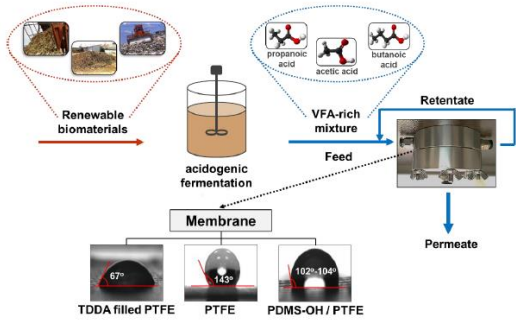 propanoic
acid
acetic acid
butanoic
acid
Renewable
biomaterials
acidogenic
fermentation
VFA-rich
mixture
Feed
Retentate
Permeate
Membrane
67°
143°
102°-104°
TDDA filled PTFE
PTFE
PDMS-OH / PTFE